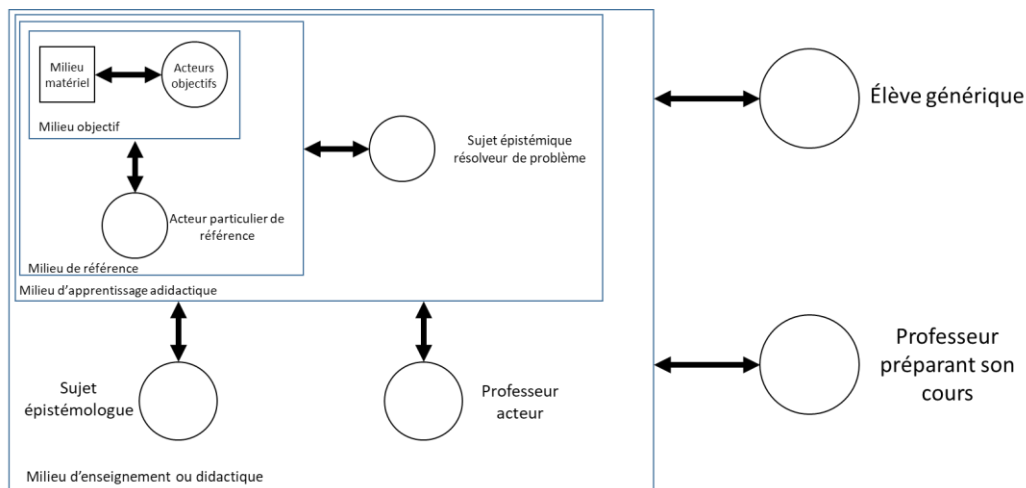 Milieu
matériel
Acteurs
objectifs
Milieu objectif
Acteur particulier de
référence
Milieu de référence
Sujet épistémique
résolveur de problème
Milieu d'apprentissage adidactique
Sujet
épistémologue
Professeur
acteur
Milieu d'enseignement ou didactique
Élève générique
Professeur
préparant son
cours